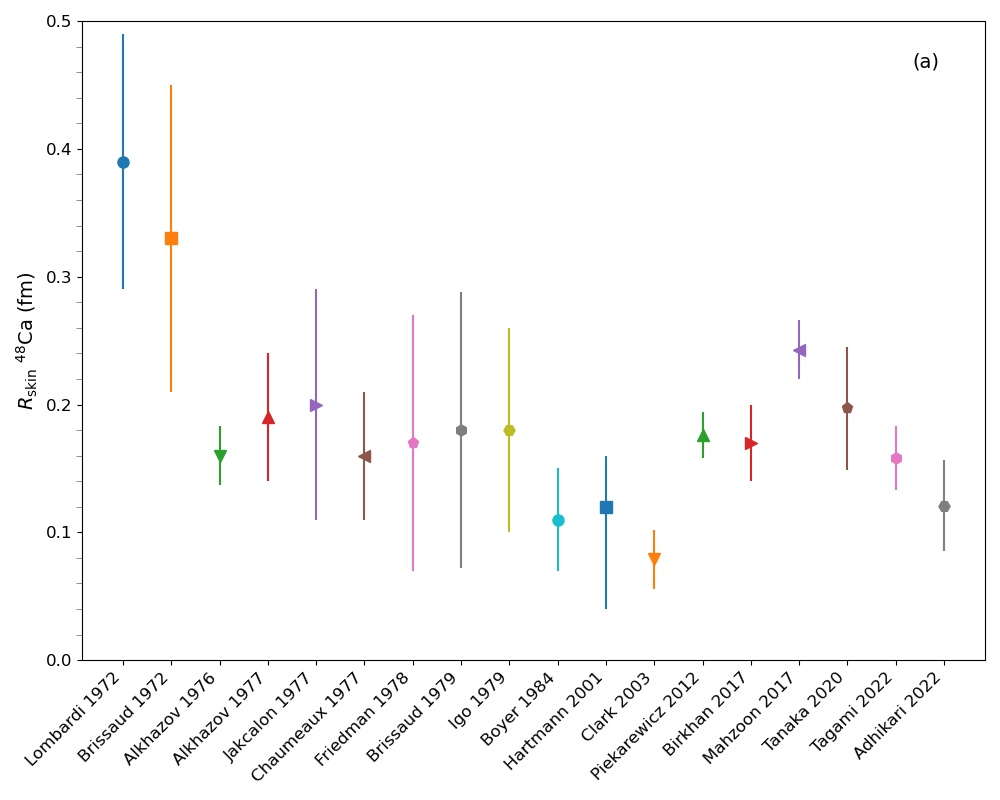 (a)
0.5
0.4
0.3
0.2
0.1
0.0
R_skin ⁴⁸Ca (fm)
Lombardi 1972
Brissaud 1972
Alkhazov 1976
Alkhazov 1977
Jakcalon 1977
Chaumeaux 1977
Friedman 1978
Brissaud 1979
Igo 1979
Boyer 1984
Hartmann 2001
Clark 2003
Piekarewicz 2012
Birkhan 2017
Mahzoon 2017
Tanaka 2020
Tagami 2022
Adhikari 2022